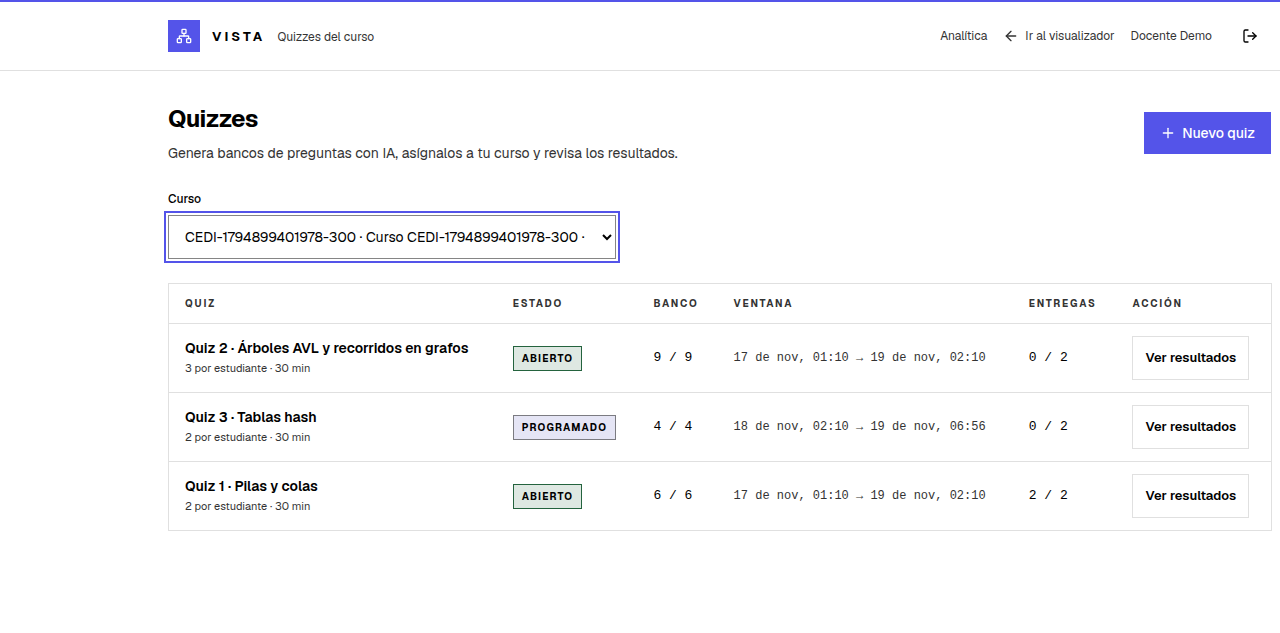 VISTA Quizzes del curso Analítica ← Ir al visualizador Docente Demo
Quizzes
+ Nuevo quiz
Genera bancos de preguntas con IA, asígnalos a tu curso y revisa los resultados.
Curso
CEDI-1794899401978-300 · Curso CEDI-1794899401978-300 ·
QUIZ ESTADO BANCO VENTANA ENTREGAS ACCIÓN
Quiz 2 · Árboles AVL y recorridos en grafos
3 por estudiante · 30 min
ABIERTO 9 / 9 17 de nov, 01:10 → 19 de nov, 02:10 0 / 2 Ver resultados
Quiz 3 · Tablas hash
2 por estudiante · 30 min
PROGRAMADO 4 / 4 18 de nov, 02:10 → 19 de nov, 06:56 0 / 2 Ver resultados
Quiz 1 · Pilas y colas
2 por estudiante · 30 min
ABIERTO 6 / 6 17 de nov, 01:10 → 19 de nov, 02:10 2 / 2 Ver resultados